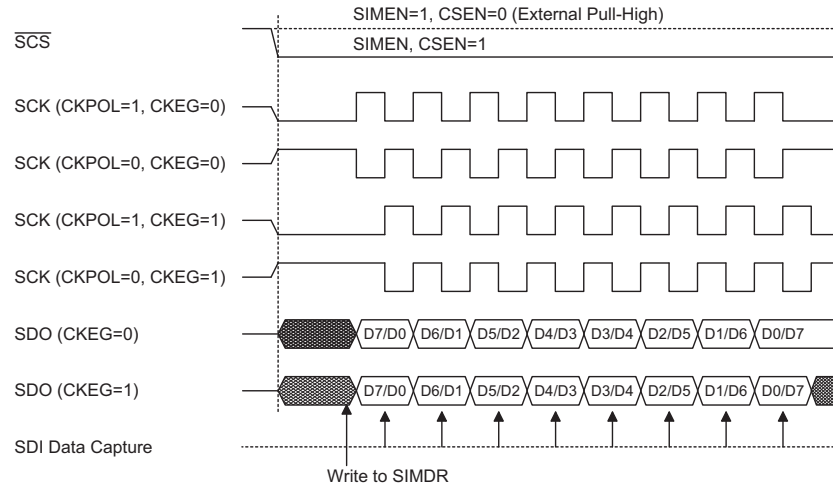 SIMEN=1, CSEN=0 (External Pull-High)
SCS
SIMEN, CSEN=1
SCK (CKPOL=1, CKEG=0)
SCK (CKPOL=0, CKEG=0)
SCK (CKPOL=1, CKEG=1)
SCK (CKPOL=0, CKEG=1)
SDO (CKEG=0) D7/D0 D6/D1 D5/D2 D4/D3 D3/D4 D2/D5 D1/D6 D0/D7
SDO (CKEG=1) D7/D0 D6/D1 D5/D2 D4/D3 D3/D4 D2/D5 D1/D6 D0/D7
SDI Data Capture
Write to SIMDR